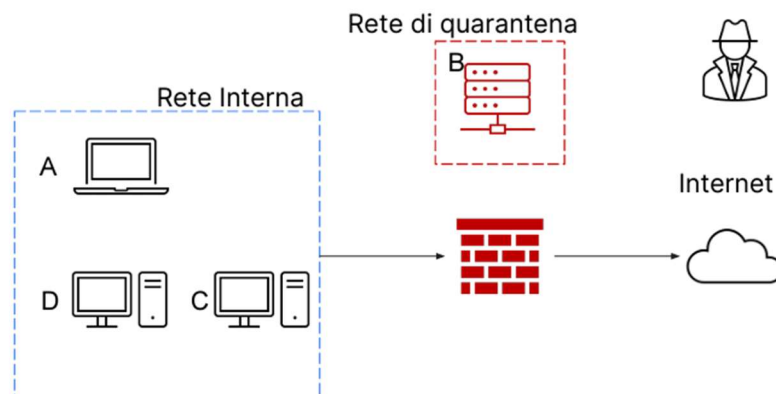 Rete di quarantena
B
Rete Interna
A
Internet
D
C